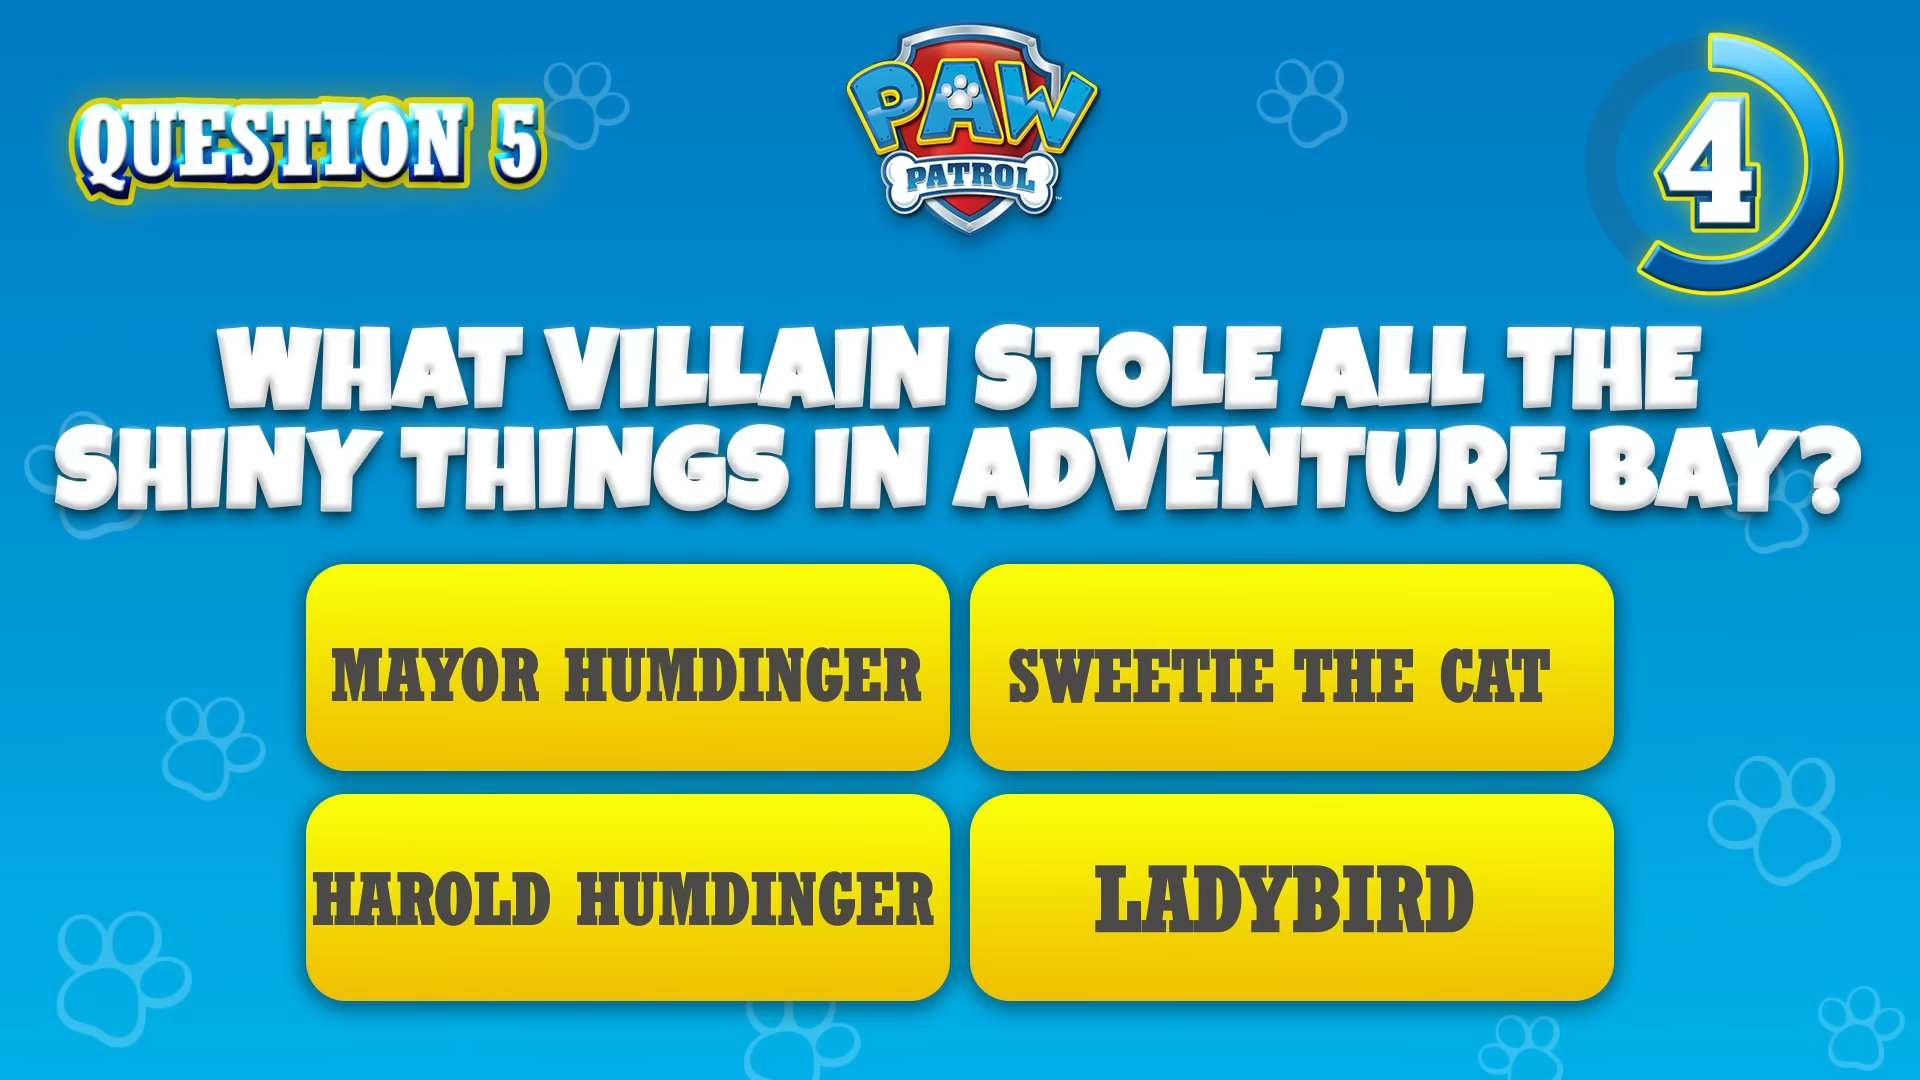 QUESTION 5
PAW
PATROL
4
WHAT VILLAIN STOLE ALL THE
SHINY THINGS IN ADVENTURE BAY?
MAYOR HUMDINGER
SWEETIE THE CAT
HAROLD HUMDINGER
LADYBIRD